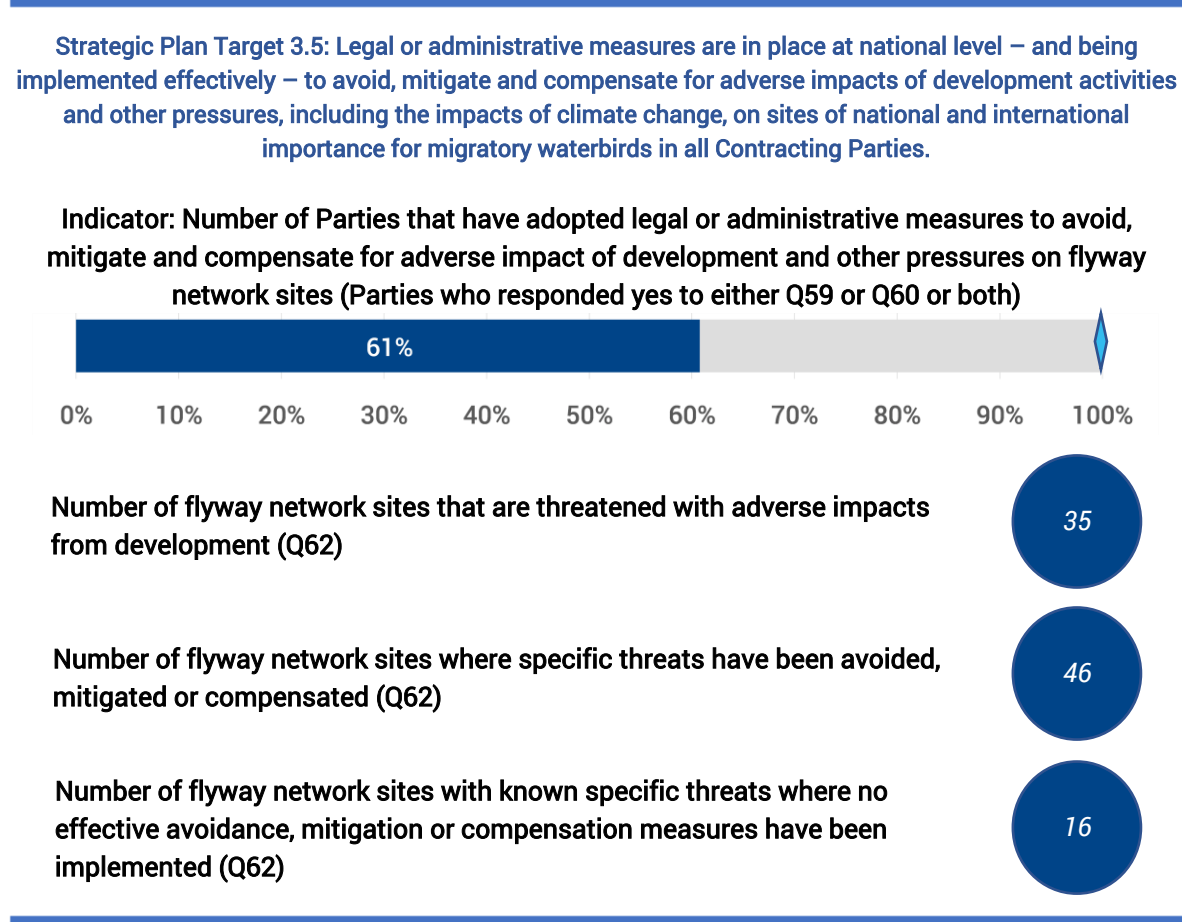 Strategic Plan Target 3.5: Legal or administrative measures are in place at national level – and being
implemented effectively – to avoid, mitigate and compensate for adverse impacts of development activities
and other pressures, including the impacts of climate change, on sites of national and international
importance for migratory waterbirds in all Contracting Parties.
Indicator: Number of Parties that have adopted legal or administrative measures to avoid,
mitigate and compensate for adverse impact of development and other pressures on flyway
network sites (Parties who responded yes to either Q59 or Q60 or both)
61%
0% 10% 20% 30% 40% 50% 60% 70% 80% 90% 100%
Number of flyway network sites that are threatened with adverse impacts
from development (Q62)
35
Number of flyway network sites where specific threats have been avoided,
mitigated or compensated (Q62)
46
Number of flyway network sites with known specific threats where no
effective avoidance, mitigation or compensation measures have been
implemented (Q62)
16